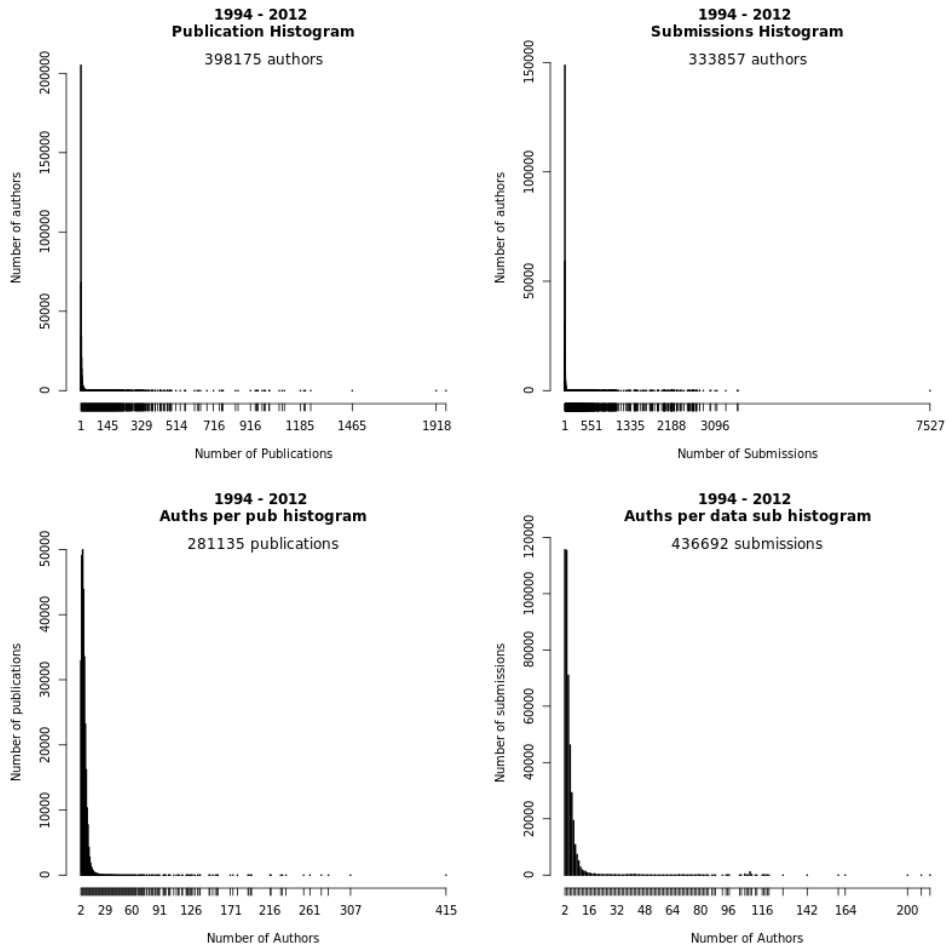 1994 - 2012
Publication Histogram
398175 authors
Number of authors
0
50000
100000
150000
200000
1 145 329 514 716 916 1185 1465 1918
Number of Publications
1994 - 2012
Submissions Histogram
333857 authors
Number of authors
0
50000
100000
150000
1 551 1335 2188 3096 7527
Number of Submissions
1994 - 2012
Auths per pub histogram
281135 publications
Number of publications
0
10000
20000
30000
40000
50000
2 29 60 91 126 171 216 261 307 415
Number of Authors
1994 - 2012
Auths per data sub histogram
436692 submissions
Number of submissions
0
20000
40000
60000
80000
100000
120000
2 16 32 48 64 80 96 116 142 164 200
Number of Authors